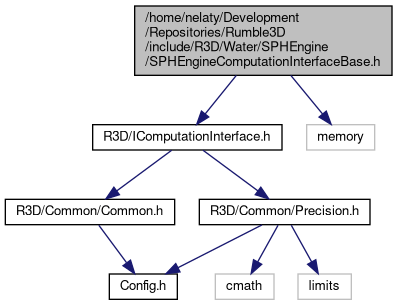 /home/nelaty/Development
/Repositories/Rumble3D
/include/R3D/Water/SPHEngine
/SPHEngineComputationInterfaceBase.h
R3D/IComputationInterface.h
memory
R3D/Common/Common.h
R3D/Common/Precision.h
Config.h
cmath
limits